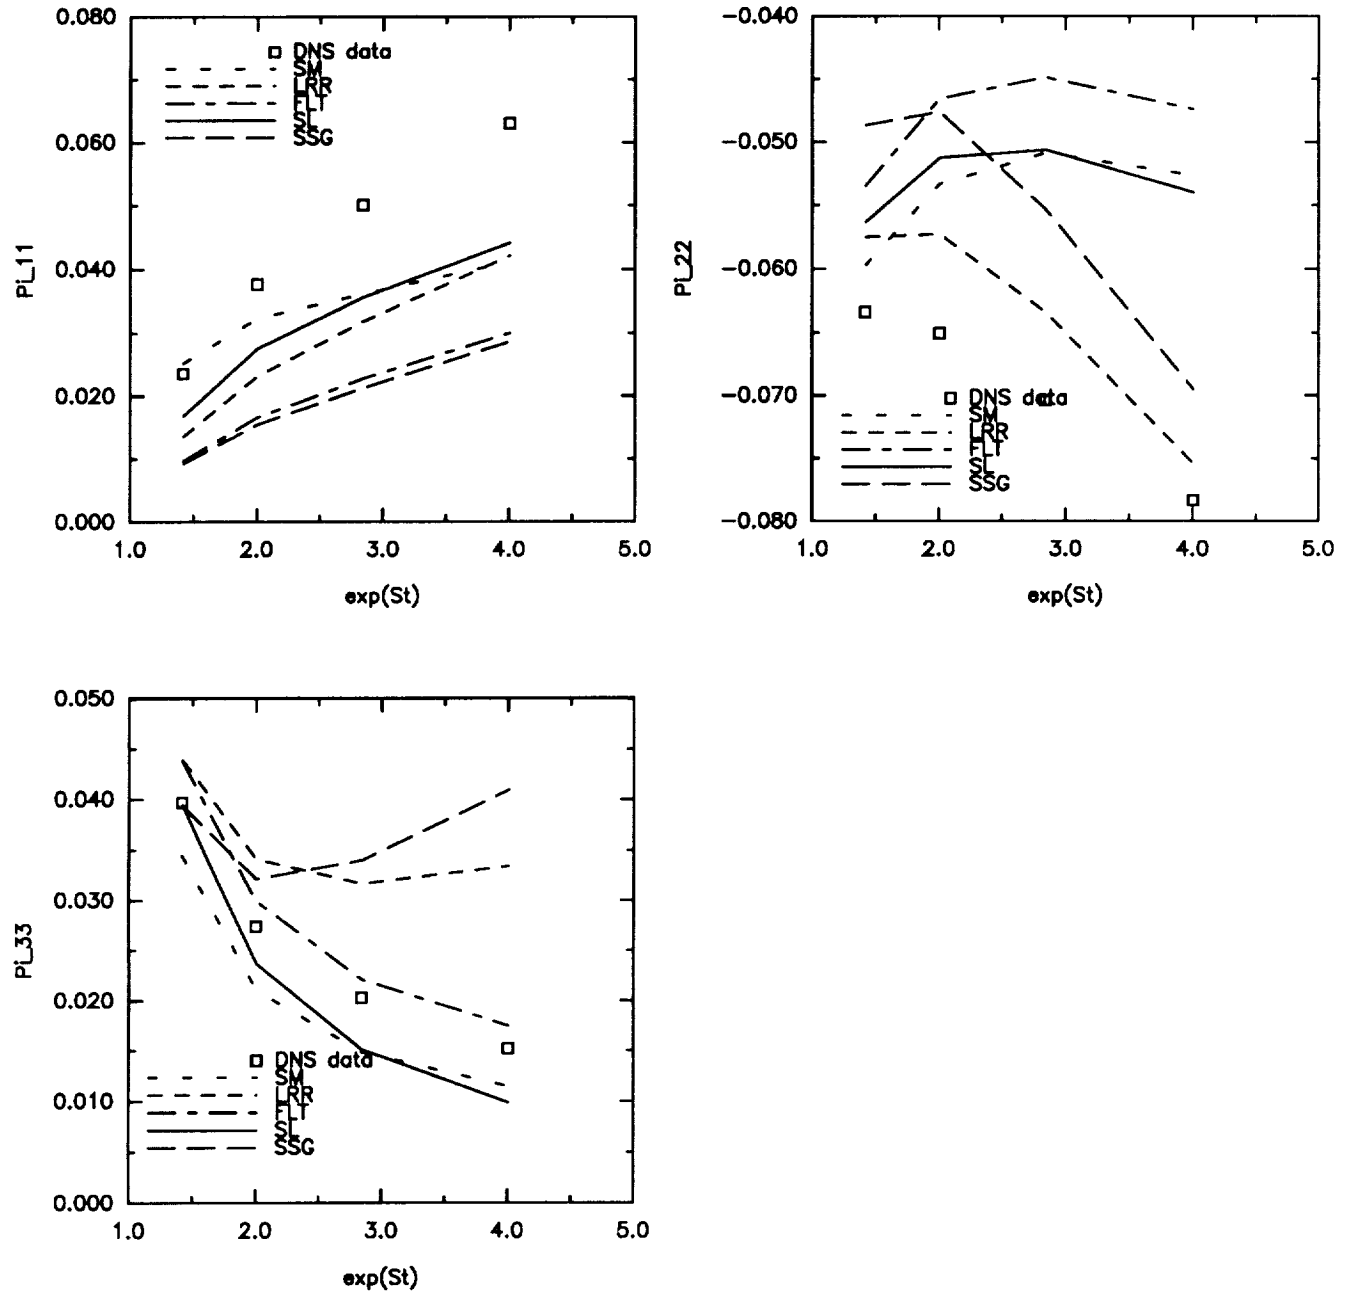 0.080
0.060
0.040
0.020
0.000
Pi_11
DNS data
SM
LRR
FLT
SL
SSG
1.0 2.0 3.0 4.0 5.0
exp(St)
-0.040
-0.050
-0.060
-0.070
-0.080
Pi_22
DNS data
SM
LRR
FLT
SL
SSG
1.0 2.0 3.0 4.0 5.0
exp(St)
0.050
0.040
0.030
0.020
0.010
0.000
Pi_33
DNS data
SM
LRR
FLT
SL
SSG
1.0 2.0 3.0 4.0 5.0
exp(St)